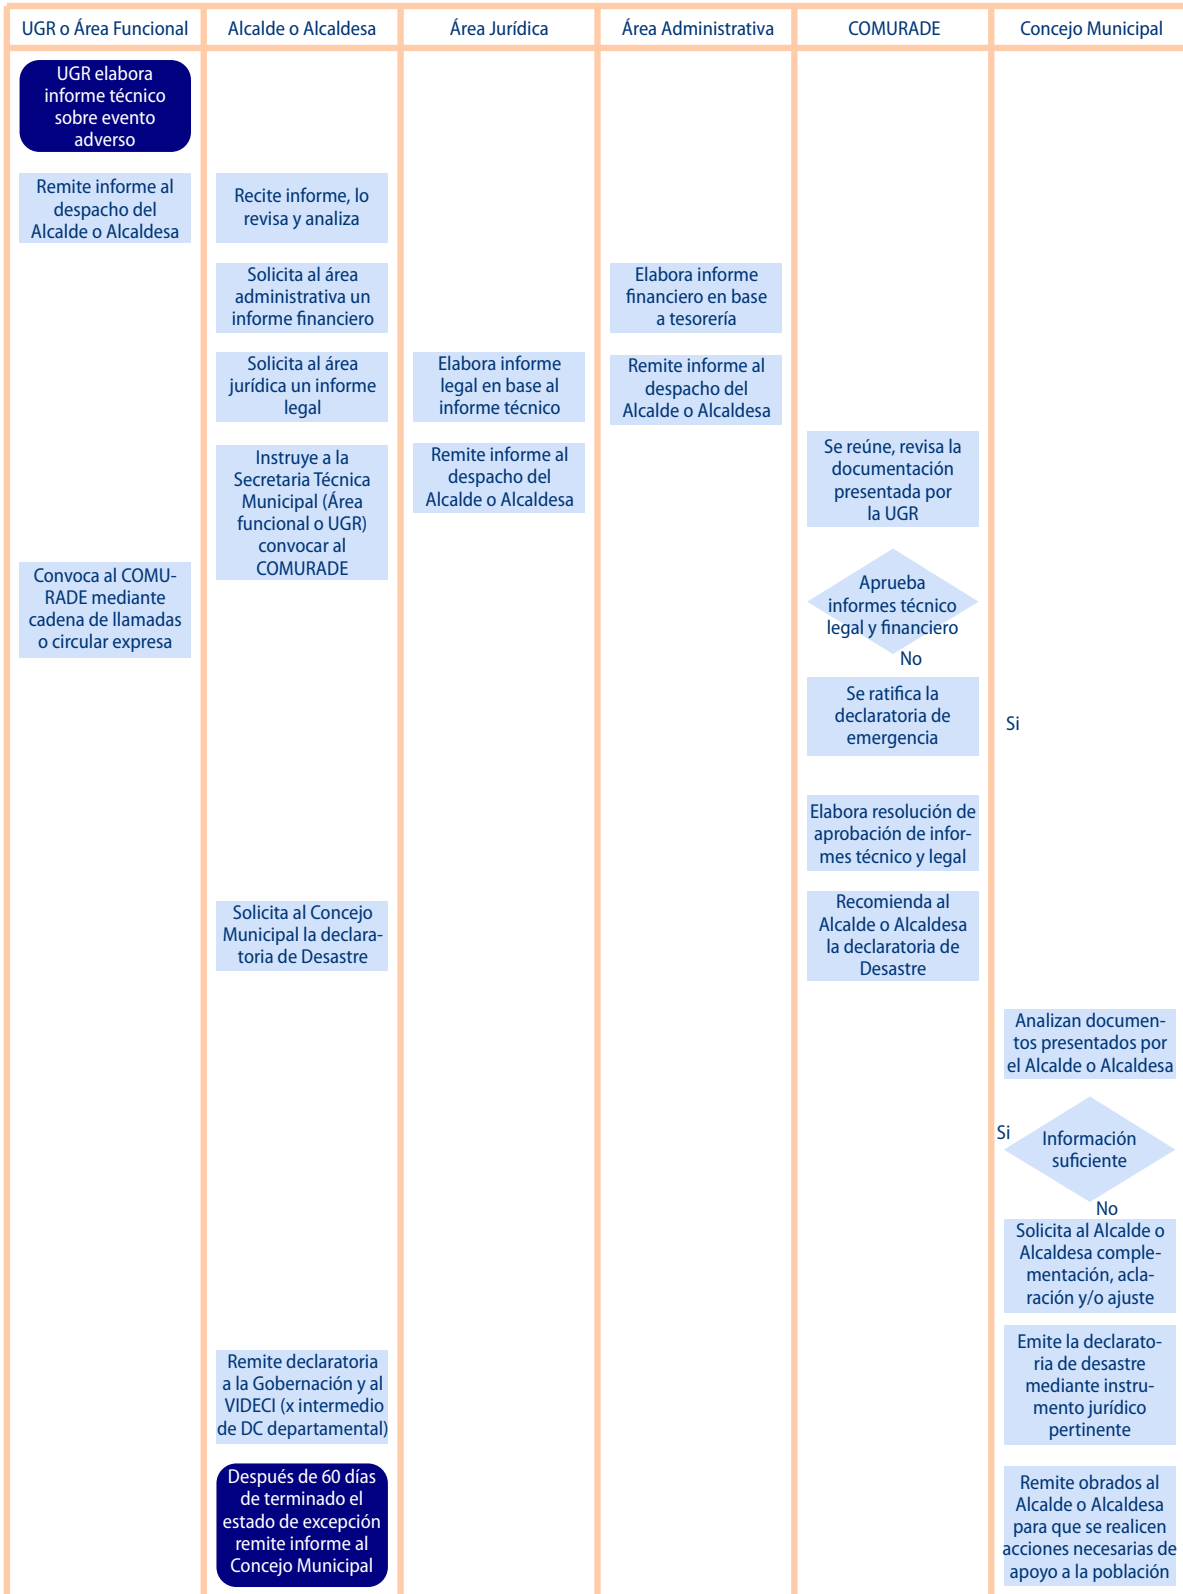 UGR o Área Funcional
Alcalde o Alcaldesa
Área Jurídica
Área Administrativa
COMURADE
Concejo Municipal
UGR elabora
informe técnico
sobre evento
adverso
Remite informe al
despacho del
Alcalde o Alcaldesa
Recite informe, lo
revisa y analiza
Solicita al área
administrativa un
informe financiero
Elabora informe
financiero en base
a tesorería
Solicita al área
jurídica un informe
legal
Elabora informe
legal en base al
informe técnico
Remite informe al
despacho del
Alcalde o Alcaldesa
Instruye a la
Secretaria Técnica
Municipal (Área
funcional o UGR)
convocar al
COMURADE
Remite informe al
despacho del
Alcalde o Alcaldesa
Se reúne, revisa la
documentación
presentada por
la UGR
Convoca al COMU-
RADE mediante
cadena de llamadas
o circular expresa
Aprueba
informes técnico
legal y financiero
No
Se ratifica la
declaratoria de
emergencia
Si
Elabora resolución de
aprobación de infor-
mes técnico y legal
Solicita al Concejo
Municipal la declara-
toria de Desastre
Recomienda al
Alcalde o Alcaldesa
la declaratoria de
Desastre
Analizan documen-
tos presentados por
el Alcalde o Alcaldesa
Si
Información
suficiente
No
Solicita al Alcalde o
Alcaldesa comple-
mentación, acla-
ración y/o ajuste
Remite declaratoria
a la Gobernación y al
VIDECI (x intermedio
de DC departamental)
Emite la declarato-
ria de desastre
mediante instru-
mento jurídico
pertinente
Después de 60 días
de terminado el
estado de excepción
remite informe al
Concejo Municipal
Remite obrados al
Alcalde o Alcaldesa
para que se realicen
acciones necesarias de
apoyo a la población